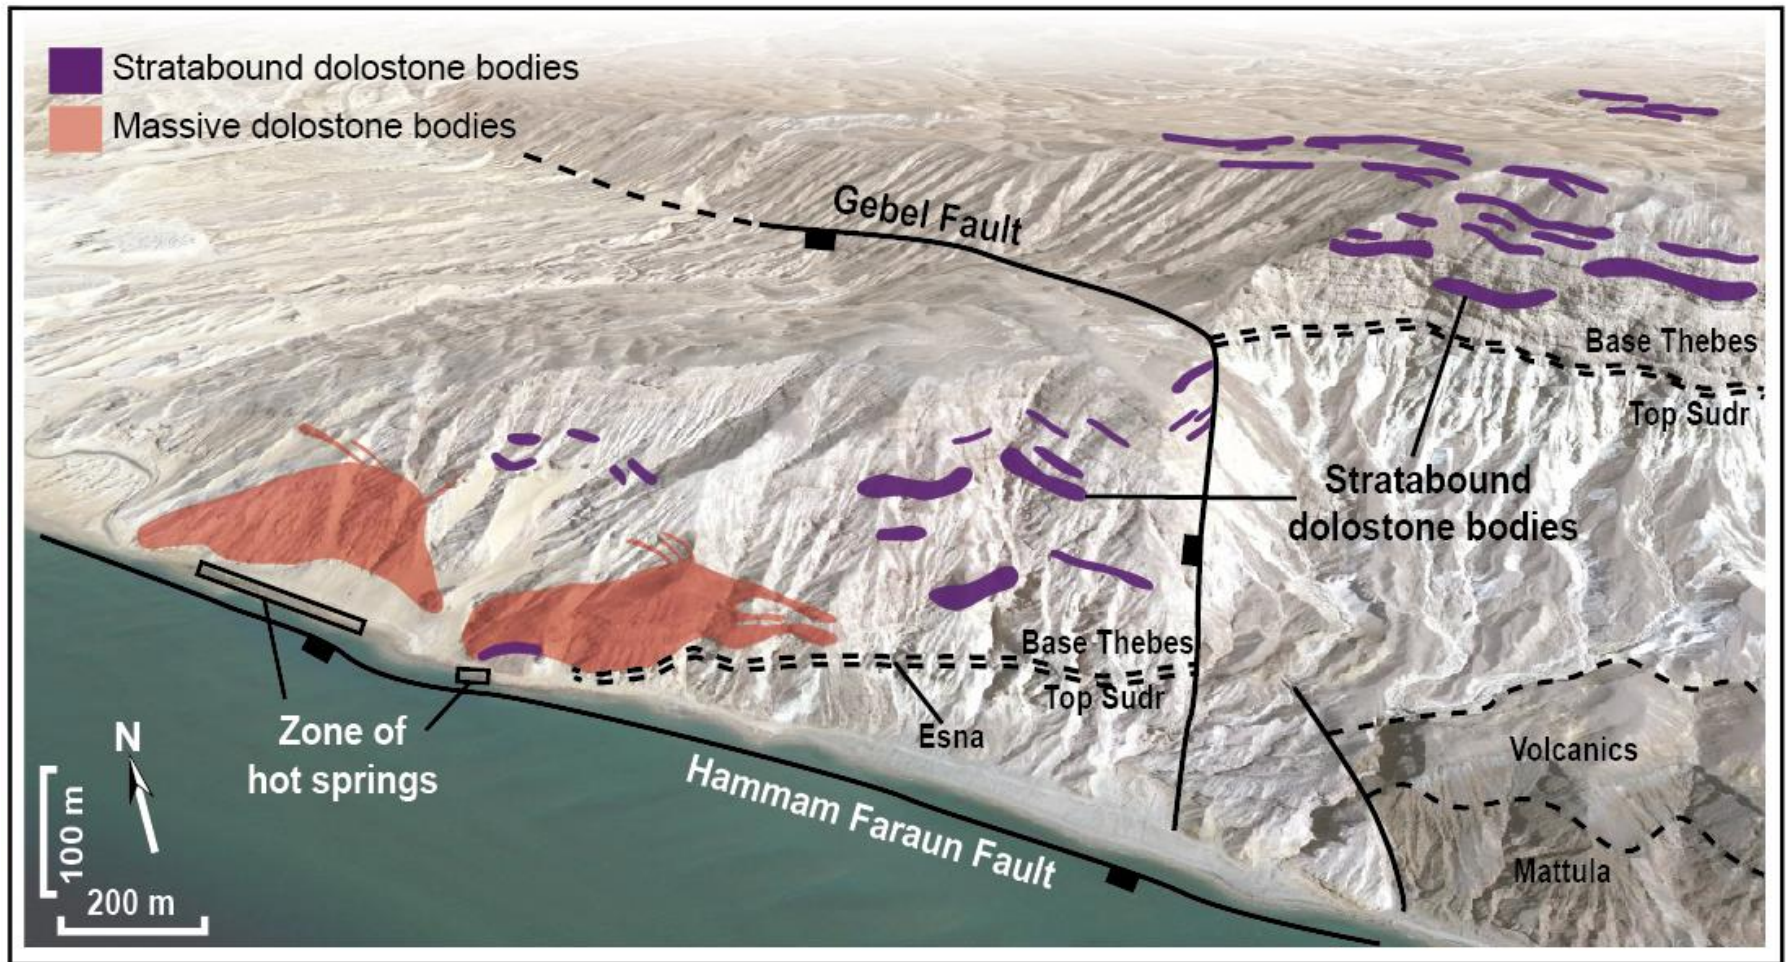 Stratabound dolostone bodies
Massive dolostone bodies
Gebel Fault
Base Thebes
Top Sudr
Stratabound
dolostone bodies
Base Thebes
Top Sudr
Esna
Zone of
hot springs
Hammam Faraun Fault
Volcanics
Mattula
N
100 m
200 m